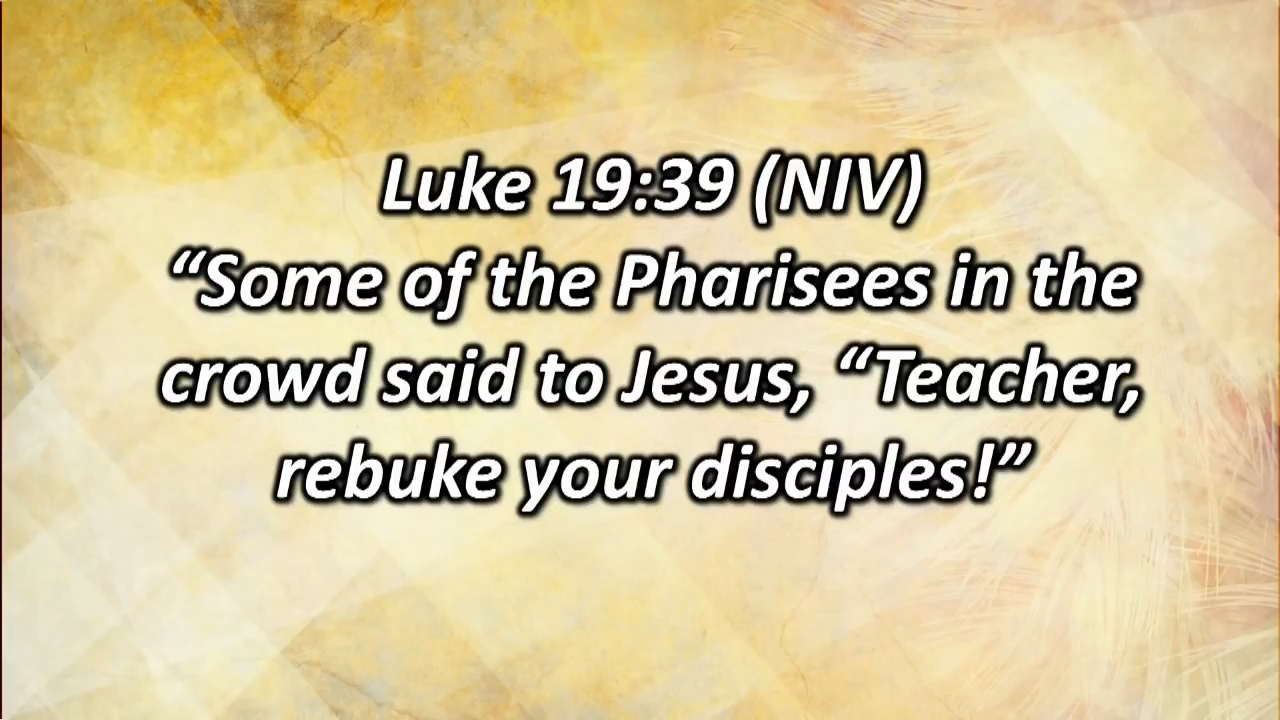 Luke 19:39 (NIV)
“Some of the Pharisees in the
crowd said to Jesus, “Teacher,
rebuke your disciples!”